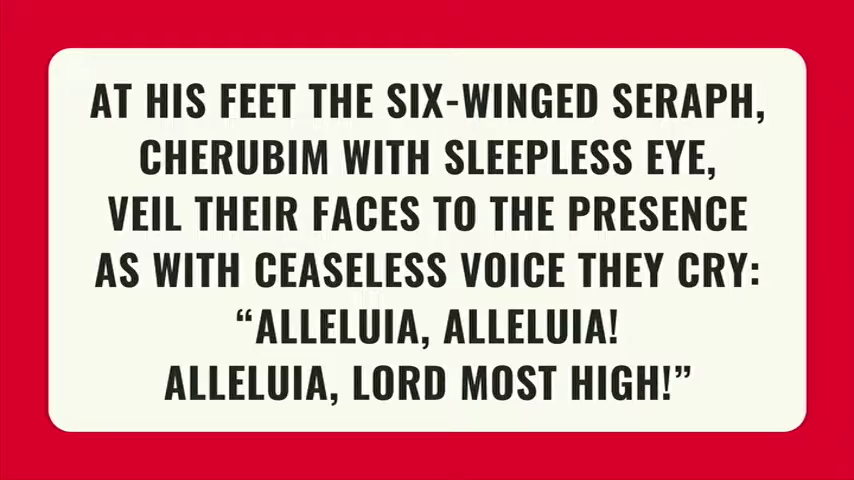 AT HIS FEET THE SIX-WINGED SERAPH,
CHERUBIM WITH SLEEPLESS EYE,
VEIL THEIR FACES TO THE PRESENCE
AS WITH CEASELESS VOICE THEY CRY:
“ALLELUIA, ALLELUIA!
ALLELUIA, LORD MOST HIGH!”